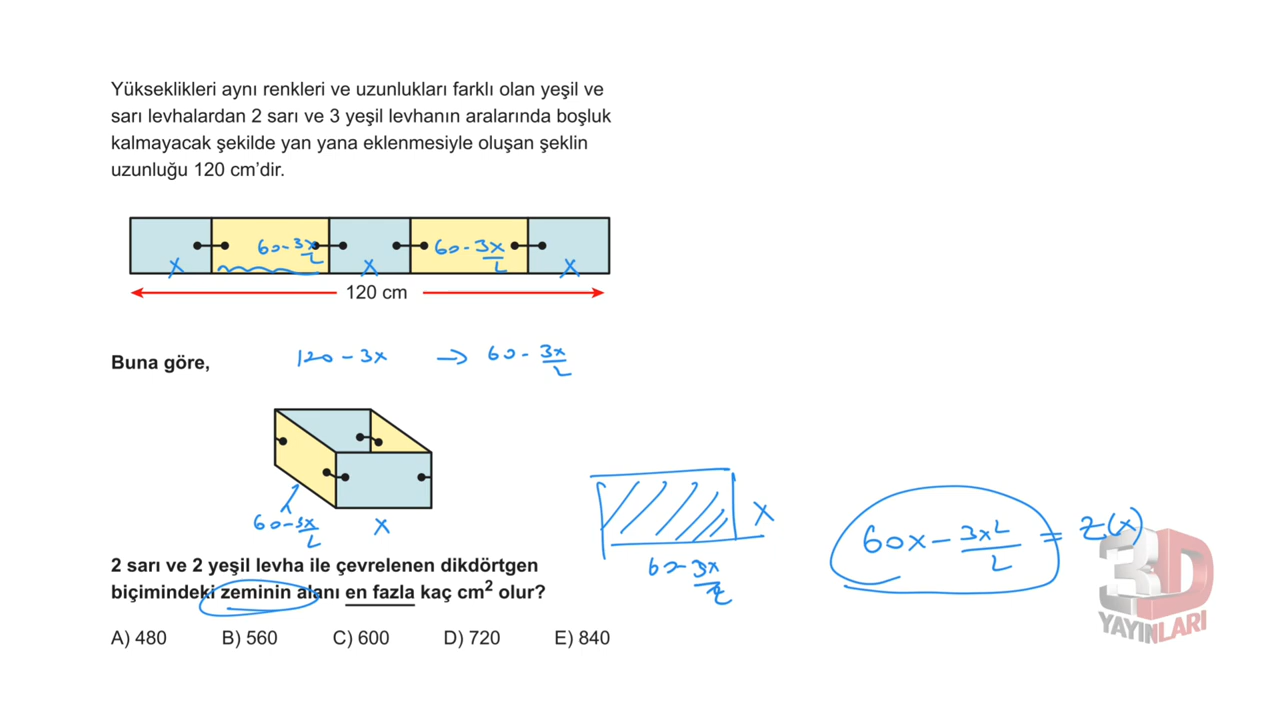 Yükseklikleri aynı renkleri ve uzunlukları farklı olan yeşil ve
sarı levhalardan 2 sarı ve 3 yeşil levhanın aralarında boşluk
kalmayacak şekilde yan yana eklenmesiyle oluşan şeklin
uzunluğu 120 cm'dir.
60-3x/2 60-3x/2
x x x
120 cm
Buna göre, 120-3x → 60-3x/2
60-3x/2 x
x
60-3x/2
60x-3x²/2 = Z(x)
2 sarı ve 2 yeşil levha ile çevrelenen dikdörtgen
biçimindeki zeminin alanı en fazla kaç cm² olur?
A) 480 B) 560 C) 600 D) 720 E) 840
3D
YAYINLARI